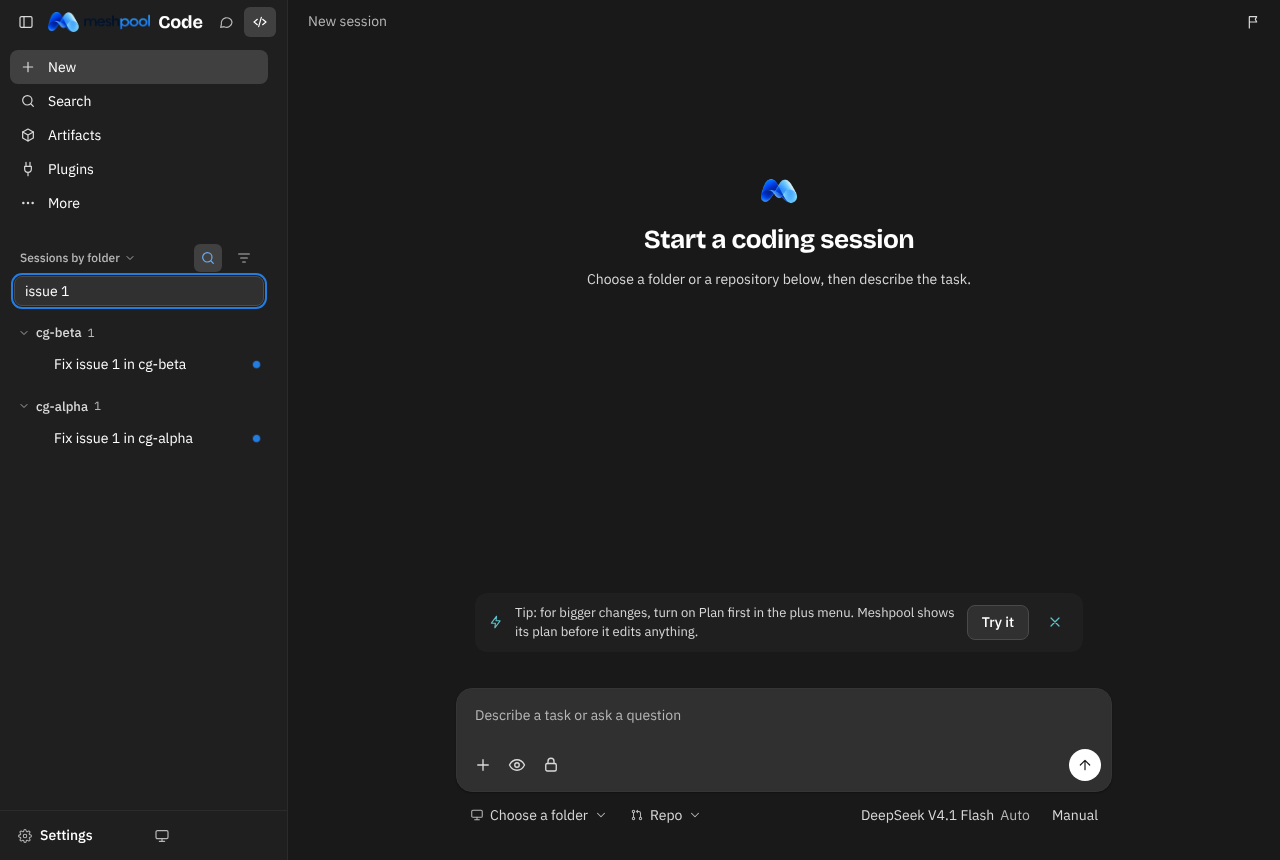 meshpool Code
New
Search
Artifacts
Plugins
More
Sessions by folder
issue 1
cg-beta 1
Fix issue 1 in cg-beta
cg-alpha 1
Fix issue 1 in cg-alpha
Settings
New session
Start a coding session
Choose a folder or a repository below, then describe the task.
Tip: for bigger changes, turn on Plan first in the plus menu. Meshpool shows
its plan before it edits anything.
Try it
Describe a task or ask a question
Choose a folder
Repo
DeepSeek V4.1 Flash Auto
Manual